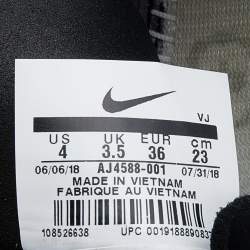 VJ
US UK EUR cm
4 3.5 36 23
06/06/18 AJ4588-001 07/31/18
MADE IN VIETNAM
FABRIQUE AU VIETNAM
108526638 UPC 00191888908